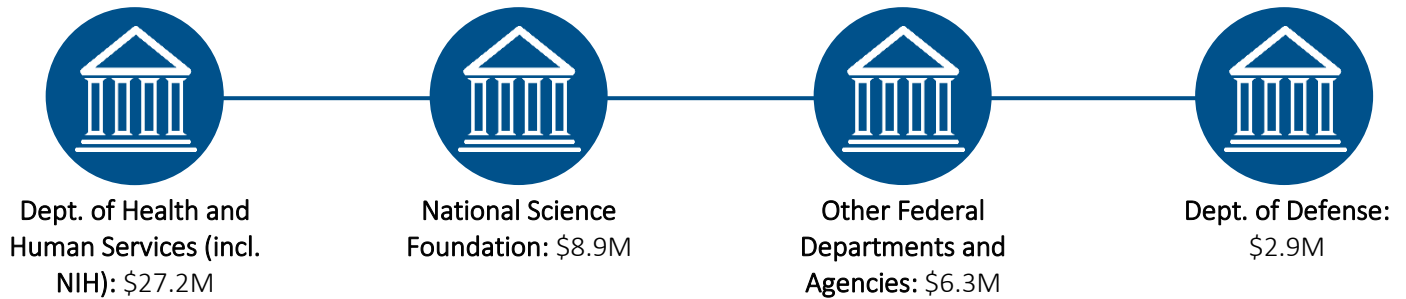 Dept. of Health and
Human Services (incl.
NIH): $27.2M
National Science
Foundation: $8.9M
Other Federal
Departments and
Agencies: $6.3M
Dept. of Defense:
$2.9M